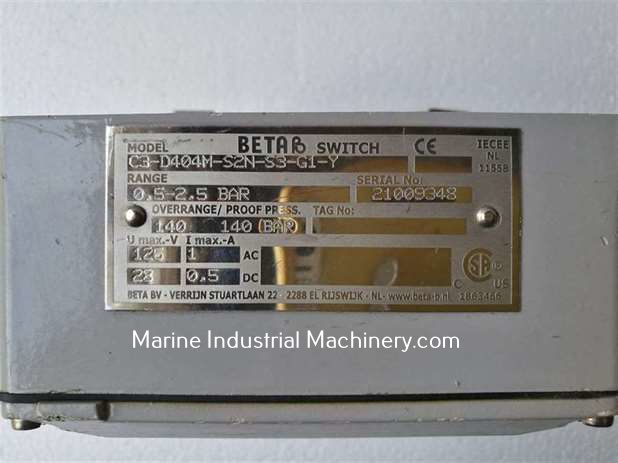 BETA B SWITCH
CE
IECEE
NL
11558
MODEL
C3-D404M-S2N-S3-G1-Y
RANGE
0.5-2.5 BAR
SERIAL No:
21009348
OVERRANGE/ PROOF PRESS.
140 140 (BAR)
TAG No:
U max.-V I max.-A
125 1 AC
28 0.5 DC
C US
BETA BV - VERRIJN STUARTLAAN 22 - 2288 EL RIJSWIJK - NL- www.beta-b.nl
Marine Industrial Machinery.com